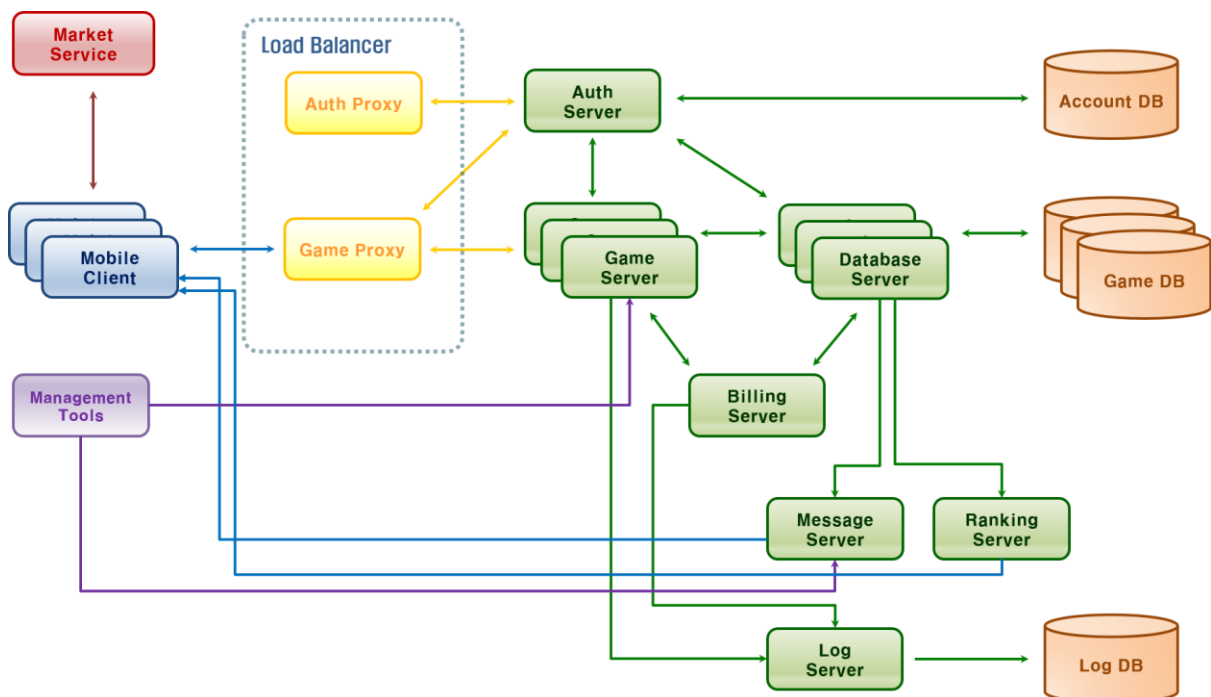 Market
Service
Load Balancer
Auth Proxy
Auth
Server
Account DB
Mobile
Client
Game Proxy
Game
Server
Database
Server
Game DB
Management
Tools
Billing
Server
Message
Server
Ranking
Server
Log
Server
Log DB